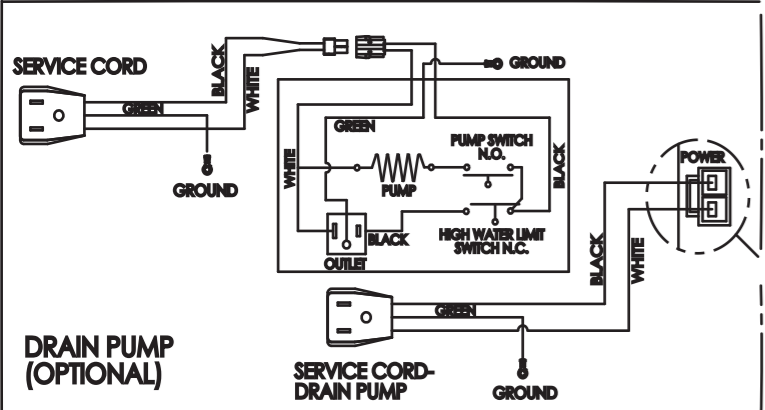 SERVICE CORD
BLACK
WHITE
GREEN
GROUND
GROUND
GREEN
WHITE
PUMP SWITCH
N.O.
PUMP
BLACK
BLACK
HIGH WATER LIMIT
SWITCH N.C.
OUTLET
POWER
BLACK
WHITE
GREEN
DRAIN PUMP
(OPTIONAL)
SERVICE CORD-
DRAIN PUMP
GROUND